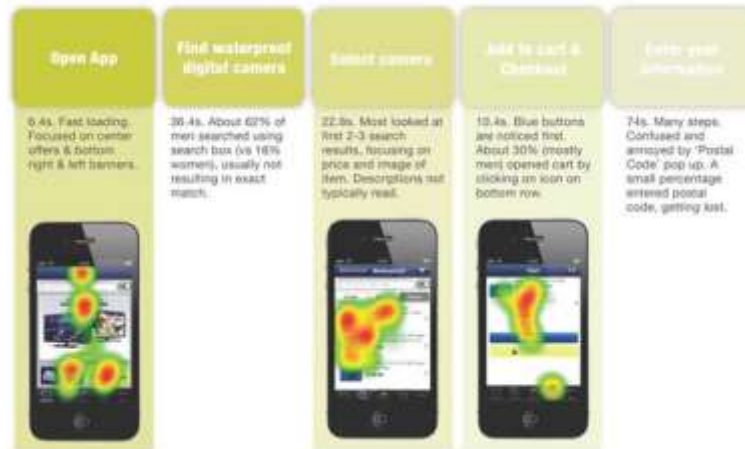 Open App
6.4s. Fast loading.
Focused on center
offers & bottom
right & left banners.
Find waterproof
digital camera
36.4s. About 62% of
men searched using
search box (vs 16%
women), usually not
resulting in exact
match.
Select camera
22.8s. Most looked at
first 2-3 search
results, focusing on
price and image of
item. Descriptions not
typically read.
Add to cart &
Checkout
10.4s. Blue buttons
are noticed first.
About 30% (mostly
men) opened cart by
clicking on icon on
bottom row.
Enter your
information
74s. Many steps.
Confused and
annoyed by 'Postal
Code' pop up. A
small percentage
entered postal
code, getting lost.